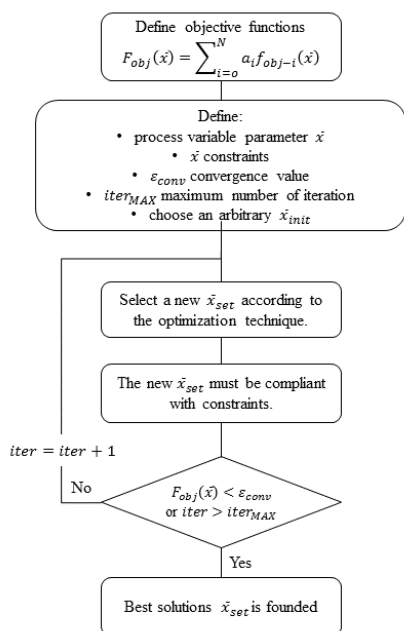 Define objective functions
F_obj(x̄) = ∑_{i=o}^{N} a_i f_{obj−i}(x̄)
Define:
• process variable parameter x̄
• x̄ constraints
• ε_conv convergence value
• iter_MAX maximum number of iteration
• choose an arbitrary x̄_init
Select a new x̄_set according to
the optimization technique.
The new x̄_set must be compliant
with constraints.
iter = iter + 1
No
F_obj(x̄) < ε_conv
or iter > iter_MAX
Yes
Best solutions x̄_set is founded